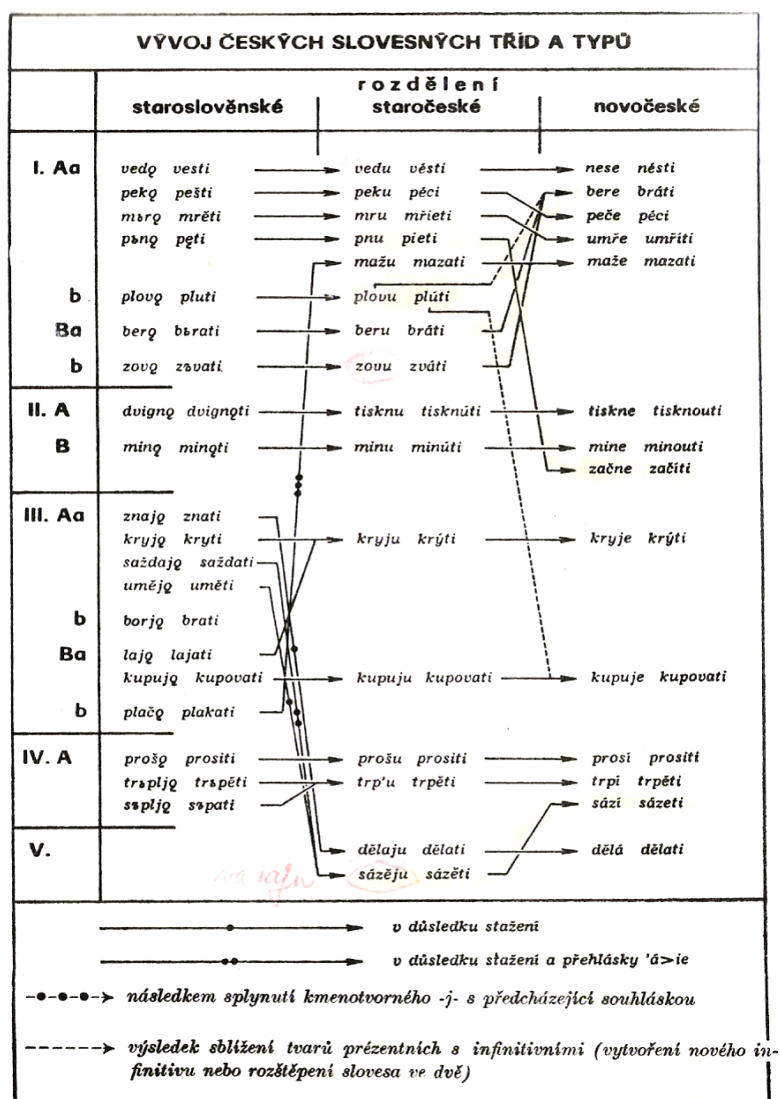 VÝVOJ ČESKÝCH SLOVESNÝCH TŘÍD A TYPŮ
rozdělení
staroslověnské staročeské novočeské
I. Aa vedǫ vesti vedu vésti nese nésti
pekǫ pešti peku péci bere bráti
mьrǫ mrěti mru mřieti peče péci
pьnǫ pęti pnu pieti umře umříti
mažu mazati maže mazati
b plovǫ pluti plovu plúti
Ba berǫ bьrati beru bráti
b zovǫ zъvati zovu zváti
II. A dvignǫ dvignǫti tisknu tisknúti tiskne tisknouti
B minǫ minǫti minu minúti mine minouti
začne začíti
III. Aa znajǫ znati
kryjǫ kryti kryju krýti kryje krýti
saždajǫ saždati
umějǫ uměti
b borjǫ brati
Ba lajǫ lajati
kupujǫ kupovati kupuju kupovati kupuje kupovati
b plačǫ plakati
IV. A prošǫ prositi prošu prositi prosí prositi
trъpljǫ trъpěti trp'u trpěti trpí trpěti
sъpljǫ sъpati sází sázeti
V. dělaju dělati dělá dělati
sázěju sázěti
v důsledku stažení
v důsledku stažení a přehlásky 'á>ie
následkem splynutí kmenotvorného -j- s předcházející souhláskou
výsledek sblížení tvarů prézentních s infinitivními (vytvoření nového in-
finitivu nebo rozštěpení slovesa ve dvě)